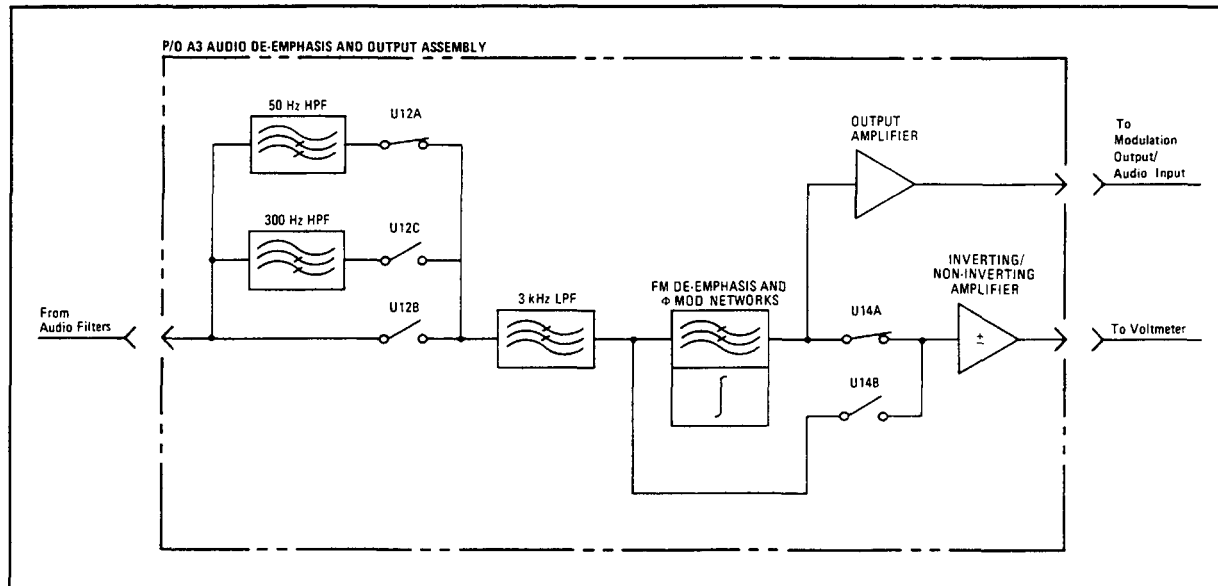 P/O A3 AUDIO DE-EMPHASIS AND OUTPUT ASSEMBLY
50 Hz HPF
U12A
300 Hz HPF
U12C
U12B
From
Audio Filters
3 kHz LPF
FM DE-EMPHASIS AND
Φ MOD NETWORKS
∫
U14A
U14B
OUTPUT
AMPLIFIER
INVERTING/
NON-INVERTING
AMPLIFIER
±
To
Modulation
Output/
Audio Input
To Voltmeter